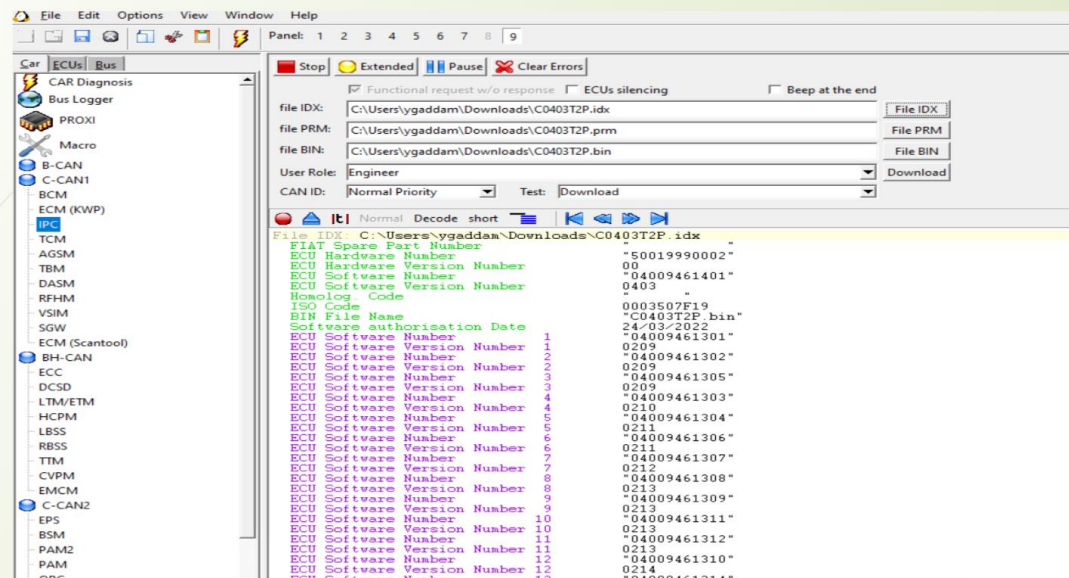 File Edit Options View Window Help
Panel: 1 2 3 4 5 6 7 8 9
Car ECUs Bus
CAR Diagnosis
Bus Logger
PROXI
Macro
B-CAN
C-CAN1
BCM
ECM (KWP)
IPC
TCM
AGSM
TBM
DASM
RFHM
VSIM
SGW
ECM (Scantool)
BH-CAN
ECC
DCSD
LTM/ETM
HCPM
LBSS
RBSS
TTM
CVPM
EMCM
C-CAN2
EPS
BSM
PAM2
PAM
Stop Extended Pause Clear Errors
Functional request w/o response ECUs silencing Beep at the end
file IDX: C:\Users\ygaddam\Downloads\C0403T2P.idx File IDX
file PRM: C:\Users\ygaddam\Downloads\C0403T2P.prm File PRM
file BIN: C:\Users\ygaddam\Downloads\C0403T2P.bin File BIN
User Role: Engineer Download
CAN ID: Normal Priority Test: Download
|t| Normal Decode short
File IDX: C:\Users\ygaddam\Downloads\C0403T2P.idx
FIAT Spare Part Number " "
ECU Hardware Number "50019990002"
ECU Hardware Version Number 00
ECU Software Number "04009461401"
ECU Software Version Number 0403
Homolog. Code " "
ISO Code 0003507F19
BIN File Name "C0403T2P.bin"
Software authorisation Date 24/03/2022
ECU Software Number 1 "04009461301"
ECU Software Version Number 1 0209
ECU Software Number 2 "04009461302"
ECU Software Version Number 2 0209
ECU Software Number 3 "04009461305"
ECU Software Version Number 3 0209
ECU Software Number 4 "04009461303"
ECU Software Version Number 4 0210
ECU Software Number 5 "04009461304"
ECU Software Version Number 5 0211
ECU Software Number 6 "04009461306"
ECU Software Version Number 6 0211
ECU Software Number 7 "04009461307"
ECU Software Version Number 7 0212
ECU Software Number 8 "04009461308"
ECU Software Version Number 8 0213
ECU Software Number 9 "04009461309"
ECU Software Version Number 9 0213
ECU Software Number 10 "04009461311"
ECU Software Version Number 10 0213
ECU Software Number 11 "04009461312"
ECU Software Version Number 11 0213
ECU Software Number 12 "04009461310"
ECU Software Version Number 12 0214